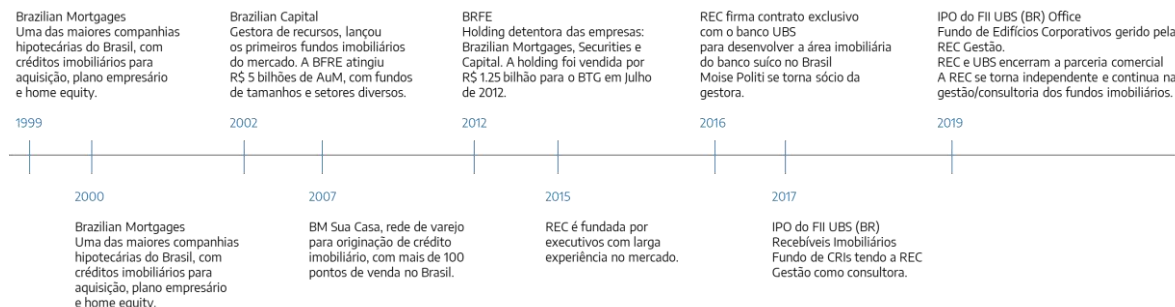 Brazilian Mortgages
Uma das maiores companhias
hipotecárias do Brasil, com
créditos imobiliários para
aquisição, plano empresário
e home equity.
1999
Brazilian Capital
Gestora de recursos, lançou
os primeiros fundos imobiliários
do mercado. A BFRE atingiu
R$ 5 bilhões de AuM, com fundos
de tamanhos e setores diversos.
2002
BRFE
Holding detentora das empresas:
Brazilian Mortgages, Securities e
Capital. A holding foi vendida por
R$ 1.25 bilhão para o BTG em Julho
de 2012.
2012
REC firma contrato exclusivo
com o banco UBS
para desenvolver a área imobiliária
do banco suíco no Brasil
Moise Politi se torna sócio da
gestora.
2016
IPO do FII UBS (BR) Office
Fundo de Edifícios Corporativos gerido pela
REC Gestão.
REC e UBS encerram a parceria comercial
A REC se torna independente e continua na
gestão/consultoria dos fundos imobiliários.
2019
2000
Brazilian Mortgages
Uma das maiores companhias
hipotecárias do Brasil, com
créditos imobiliários para
aquisição, plano empresário
e home equity.
2007
BM Sua Casa, rede de varejo
para originação de crédito
imobiliário, com mais de 100
pontos de venda no Brasil.
2015
REC é fundada por
executivos com larga
experiência no mercado.
2017
IPO do FII UBS (BR)
Recebíveis Imobiliários
Fundo de CRIs tendo a REC
Gestão como consultora.